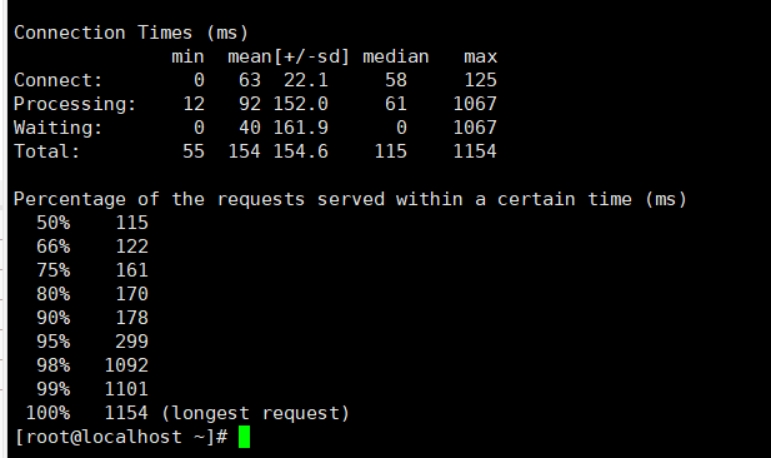 Connection Times (ms)
              min  mean[+/-sd] median   max
Connect:        0   63  22.1     58     125
Processing:    12   92 152.0     61    1067
Waiting:        0   40 161.9      0    1067
Total:         55  154 154.6    115    1154
Percentage of the requests served within a certain time (ms)
  50%    115
  66%    122
  75%    161
  80%    170
  90%    178
  95%    299
  98%   1092
  99%   1101
 100%   1154 (longest request)
[root@localhost ~]#